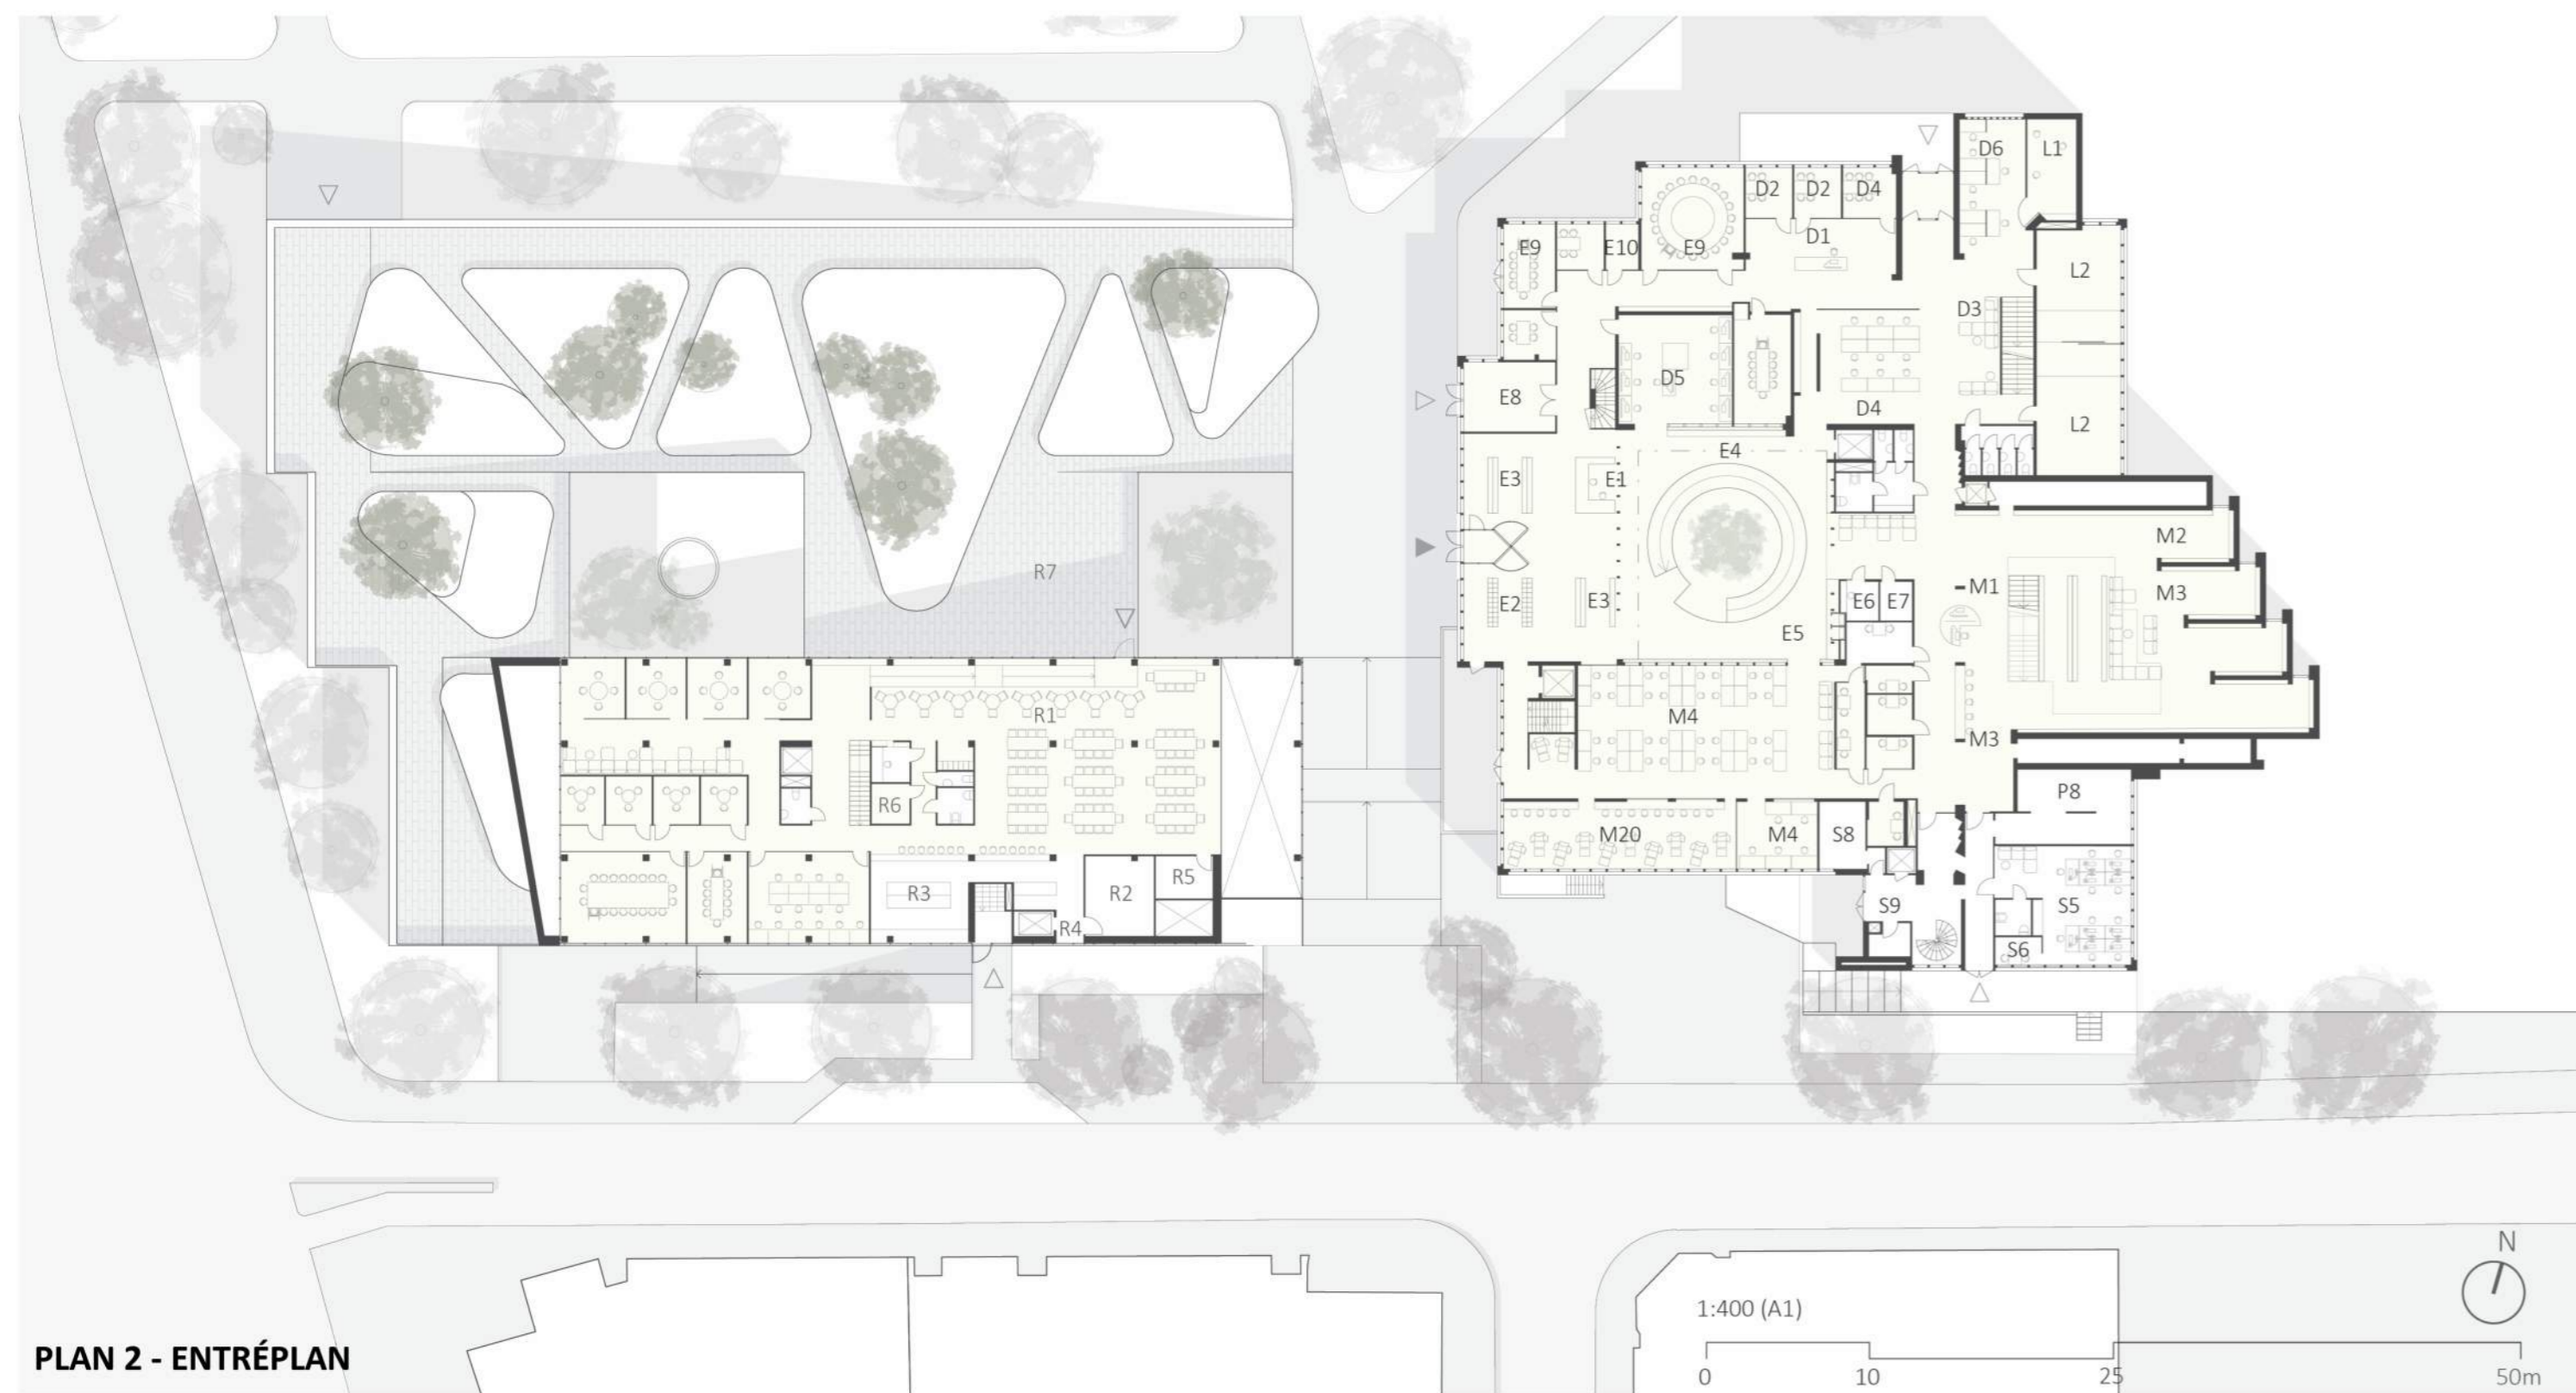 D6
L1
D2
D2
D4
D1
E9
E10
E9
L2
D3
D5
E8
D4
L2
E4
E3
E1
M2
R7
M1
M3
E2
E3
E6
E7
E5
R1
M4
M3
P8
R6
M20
M4
S8
R3
R2
R5
R4
S9
S5
S6
N
1:400 (A1)
PLAN 2 - ENTRÉPLAN
0
10
25
50m